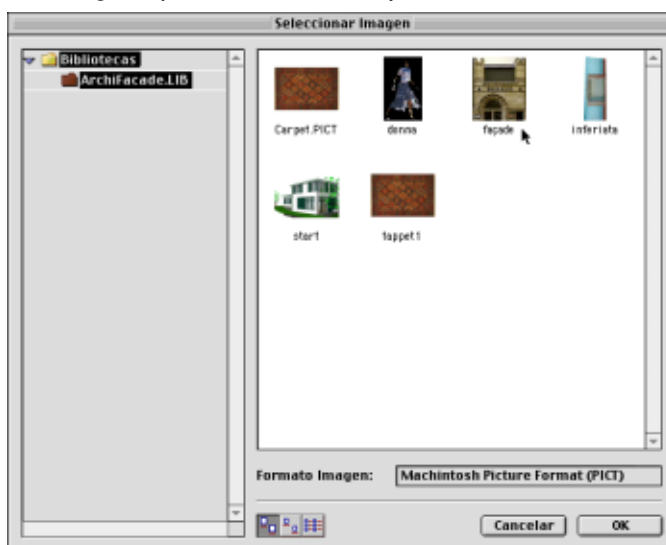 Seleccionar Imagen
Bibliotecas
ArchiFacade.LIB
Carpet.PICT
donna
façade
inferiata
start
tappet1
Formato Imagen:
Machintosh Picture Format (PICT)
Cancelar
OK